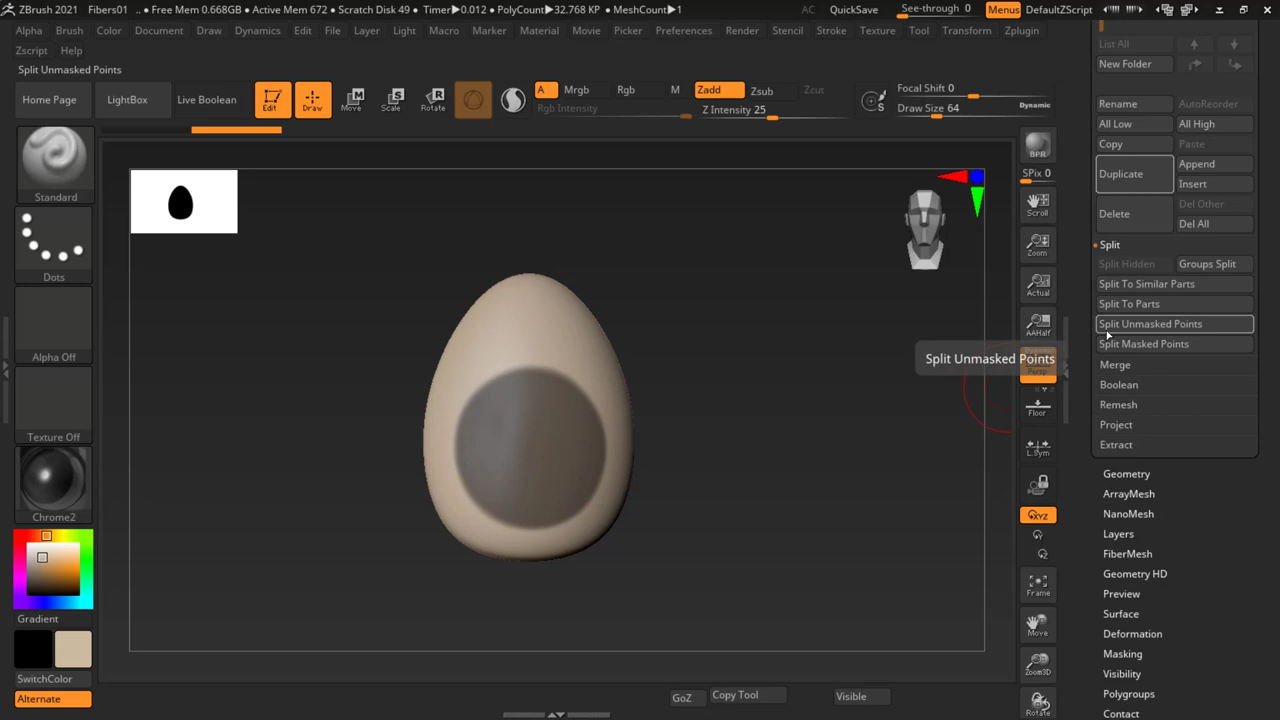 ZBrush 2021 Fibers01 .. • Free Mem 0.668GB • Active Mem 672 • Scratch Disk 49 • Timer▶0.012 • PolyCount▶32.768 KP • MeshCount▶1 AC QuickSave See-through 0 Menus DefaultZScript
Alpha Brush Color Document Draw Dynamics Edit File Layer Light Macro Marker Material Movie Picker Preferences Render Stencil Stroke Texture Tool Transform Zplugin
Zscript Help
Split Unmasked Points
Home Page LightBox Live Boolean Edit Draw Move Scale Rotate
A Mrgb Rgb M Zadd Zsub Zcut
Rgb Intensity Z Intensity 25
Focal Shift 0
Draw Size 64 Dynamic
Standard
Dots
Alpha Off
Texture Off
Chrome2
Gradient
SwitchColor
Alternate
BPR
SPix 0
Scroll
Zoom
Actual
AAHalf
Persp
Floor
L.Sym
XYZ
Y
Z
Frame
Move
Zoom3D
Rotate
List All
New Folder
Rename AutoReorder
All Low All High
Copy Paste
Duplicate Append
Insert
Delete Del Other
Del All
Split
Split Hidden Groups Split
Split To Similar Parts
Split To Parts
Split Unmasked Points
Split Masked Points
Split Unmasked Points
Merge
Boolean
Remesh
Project
Extract
Geometry
ArrayMesh
NanoMesh
Layers
FiberMesh
Geometry HD
Preview
Surface
Deformation
Masking
Visibility
Polygroups
Contact
GoZ Copy Tool Visible